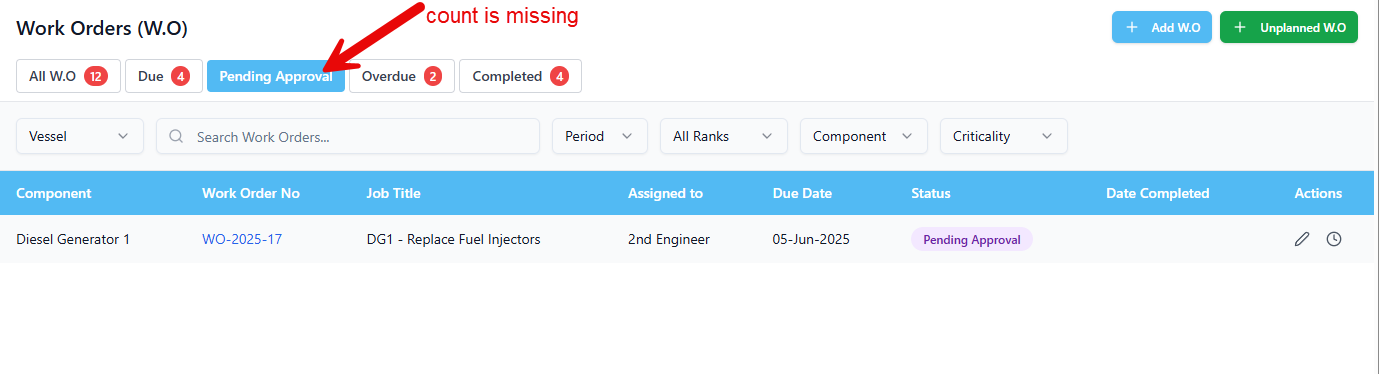 count is missing
Work Orders (W.O)
+ Add W.O
+ Unplanned W.O
All W.O 12
Due 4
Pending Approval
Overdue 2
Completed 4
Vessel
Search Work Orders...
Period
All Ranks
Component
Criticality
Component Work Order No Job Title Assigned to Due Date Status Date Completed Actions
Diesel Generator 1 WO-2025-17 DG1 - Replace Fuel Injectors 2nd Engineer 05-Jun-2025 Pending Approval